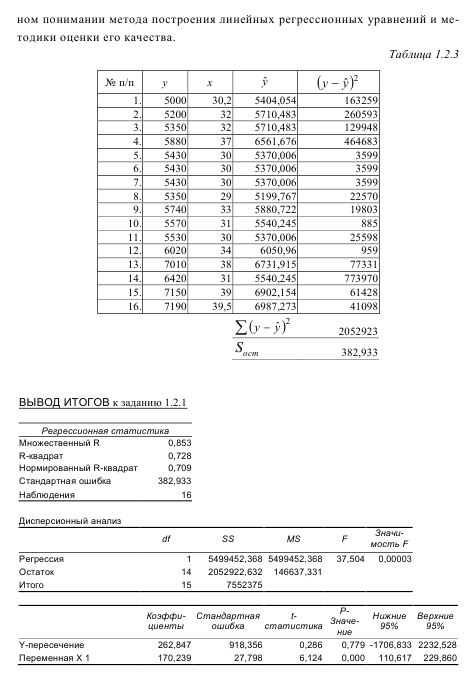 ном понимании метода построения линейных регрессионных уравнений и ме-
тодики оценки его качества.
Таблица 1.2.3
№ п/п y x ŷ (y − ŷ)²
1. 5000 30,2 5404,054 163259
2. 5200 32 5710,483 260593
3. 5350 32 5710,483 129948
4. 5880 37 6561,676 464683
5. 5430 30 5370,006 3599
6. 5430 30 5370,006 3599
7. 5430 30 5370,006 3599
8. 5350 29 5199,767 22570
9. 5740 33 5880,722 19803
10. 5570 31 5540,245 885
11. 5530 30 5370,006 25598
12. 6020 34 6050,96 959
13. 7010 38 6731,915 77331
14. 6420 31 5540,245 773970
15. 7150 39 6902,154 61428
16. 7190 39,5 6987,273 41098
∑(y − ŷ)² 2052923
Sост 382,933
ВЫВОД ИТОГОВ к заданию 1.2.1
Регрессионная статистика
Множественный R 0,853
R-квадрат 0,728
Нормированный R-квадрат 0,709
Стандартная ошибка 382,933
Наблюдения 16
Дисперсионный анализ
df SS MS F Значи-
мость F
Регрессия 1 5499452,368 5499452,368 37,504 0,00003
Остаток 14 2052922,632 146637,331
Итого 15 7552375
Коэффи-
циенты Стандартная
ошибка t-
статистика P-
Значе-
ние Нижние
95% Верхние
95%
Y-пересечение 262,847 918,356 0,286 0,779 -1706,833 2232,528
Переменная X 1 170,239 27,798 6,124 0,000 110,617 229,860